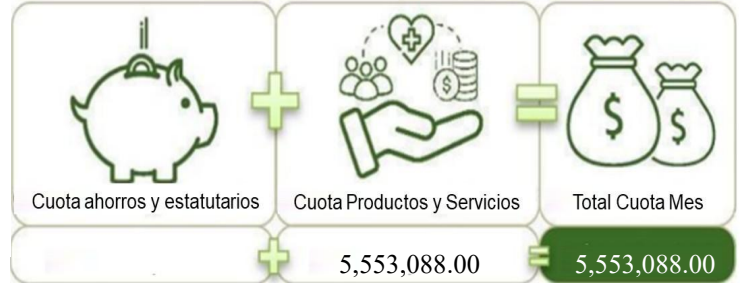 Cuota ahorros y estatutarios
Cuota Productos y Servicios
Total Cuota Mes
5,553,088.00
5,553,088.00